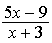 5x − 9
x + 3